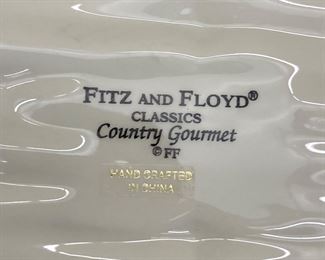 FITZ AND FLOYD®
CLASSICS
Country Gourmet
©FF
HAND CRAFTED
IN CHINA